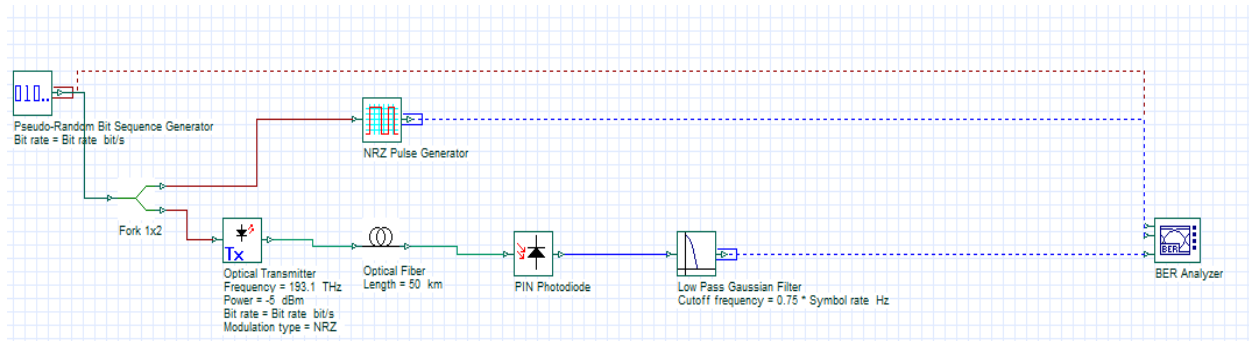 010..
Pseudo-Random Bit Sequence Generator
Bit rate = Bit rate bit/s
NRZ Pulse Generator
Fork 1x2
Tx
Optical Transmitter
Frequency = 193.1 THz
Power = -5 dBm
Bit rate = Bit rate bit/s
Modulation type = NRZ
Optical Fiber
Length = 50 km
PIN Photodiode
Low Pass Gaussian Filter
Cutoff frequency = 0.75 * Symbol rate Hz
BER
BER Analyzer